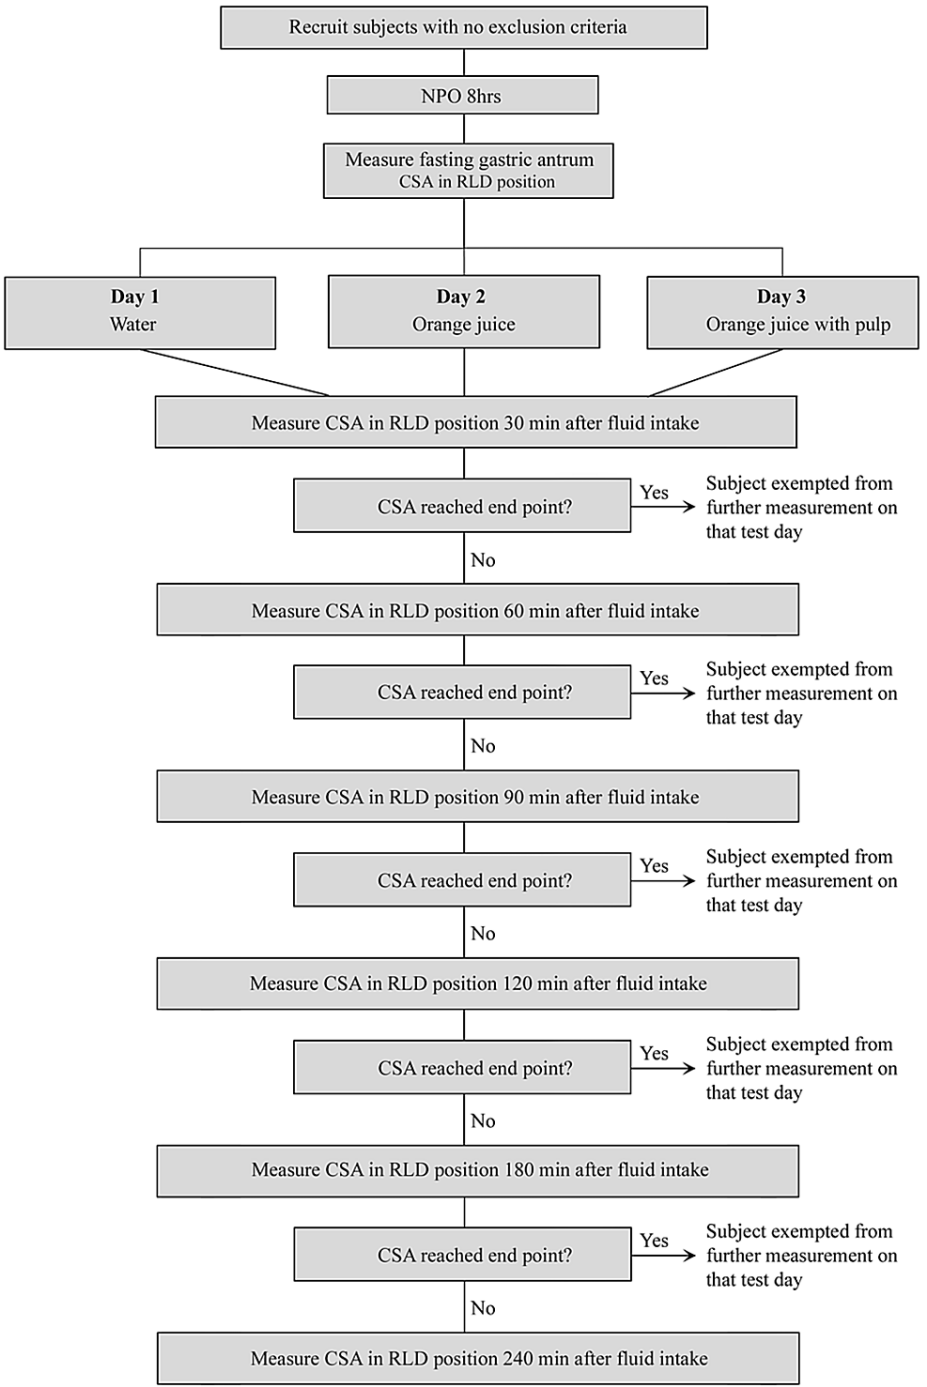 Recruit subjects with no exclusion criteria
NPO 8hrs
Measure fasting gastric antrum
CSA in RLD position
Day 1
Water
Day 2
Orange juice
Day 3
Orange juice with pulp
Measure CSA in RLD position 30 min after fluid intake
CSA reached end point?
Yes
Subject exempted from
further measurement on
that test day
No
Measure CSA in RLD position 60 min after fluid intake
CSA reached end point?
Yes
Subject exempted from
further measurement on
that test day
No
Measure CSA in RLD position 90 min after fluid intake
CSA reached end point?
Yes
Subject exempted from
further measurement on
that test day
No
Measure CSA in RLD position 120 min after fluid intake
CSA reached end point?
Yes
Subject exempted from
further measurement on
that test day
No
Measure CSA in RLD position 180 min after fluid intake
CSA reached end point?
Yes
Subject exempted from
further measurement on
that test day
No
Measure CSA in RLD position 240 min after fluid intake